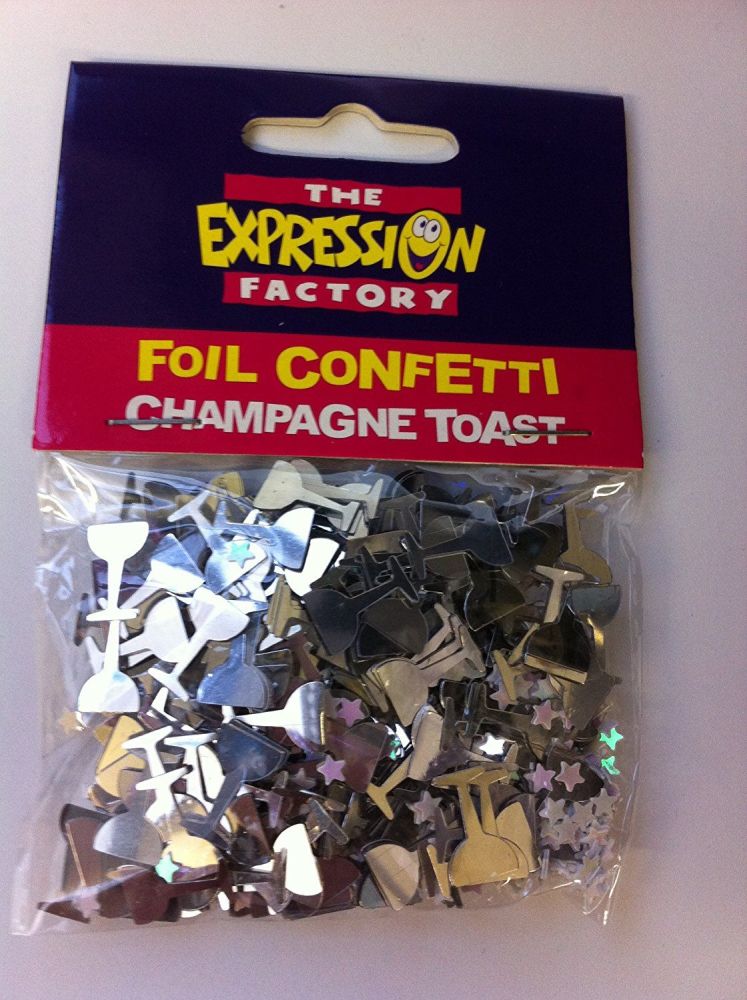 THE
EXPRESSION
FACTORY
FOIL CONFETTI
CHAMPAGNE TOAST